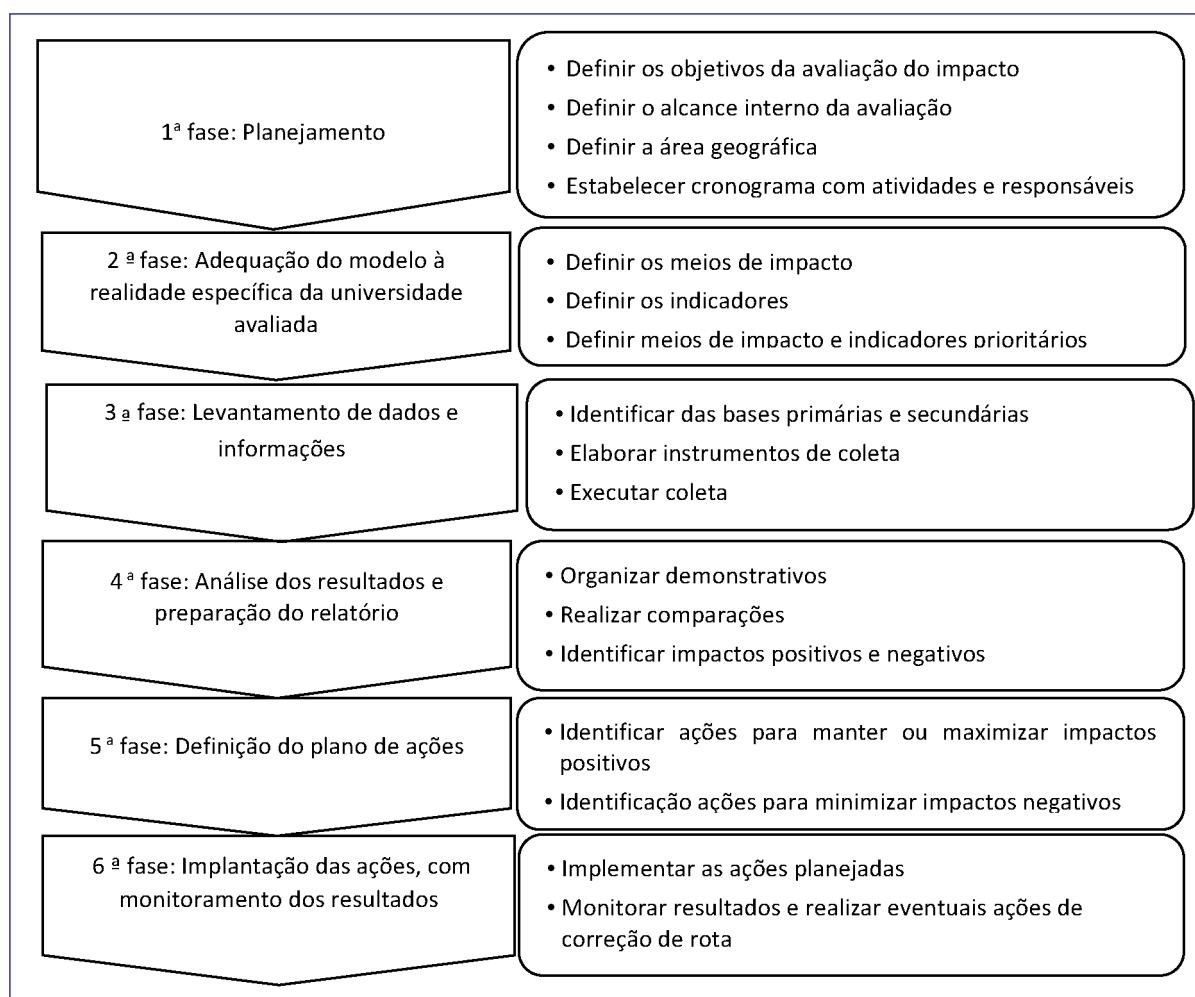 1ª fase: Planejamento
• Definir os objetivos da avaliação do impacto
• Definir o alcance interno da avaliação
• Definir a área geográfica
• Estabelecer cronograma com atividades e responsáveis
2 ª fase: Adequação do modelo à
realidade específica da universidade
avaliada
• Definir os meios de impacto
• Definir os indicadores
• Definir meios de impacto e indicadores prioritários
3 ª fase: Levantamento de dados e
informações
• Identificar das bases primárias e secundárias
• Elaborar instrumentos de coleta
• Executar coleta
4 ª fase: Análise dos resultados e
preparação do relatório
• Organizar demonstrativos
• Realizar comparações
• Identificar impactos positivos e negativos
5 ª fase: Definição do plano de ações
• Identificar ações para manter ou maximizar impactos
positivos
• Identificação ações para minimizar impactos negativos
6 ª fase: Implantação das ações, com
monitoramento dos resultados
• Implementar as ações planejadas
• Monitorar resultados e realizar eventuais ações de
correção de rota